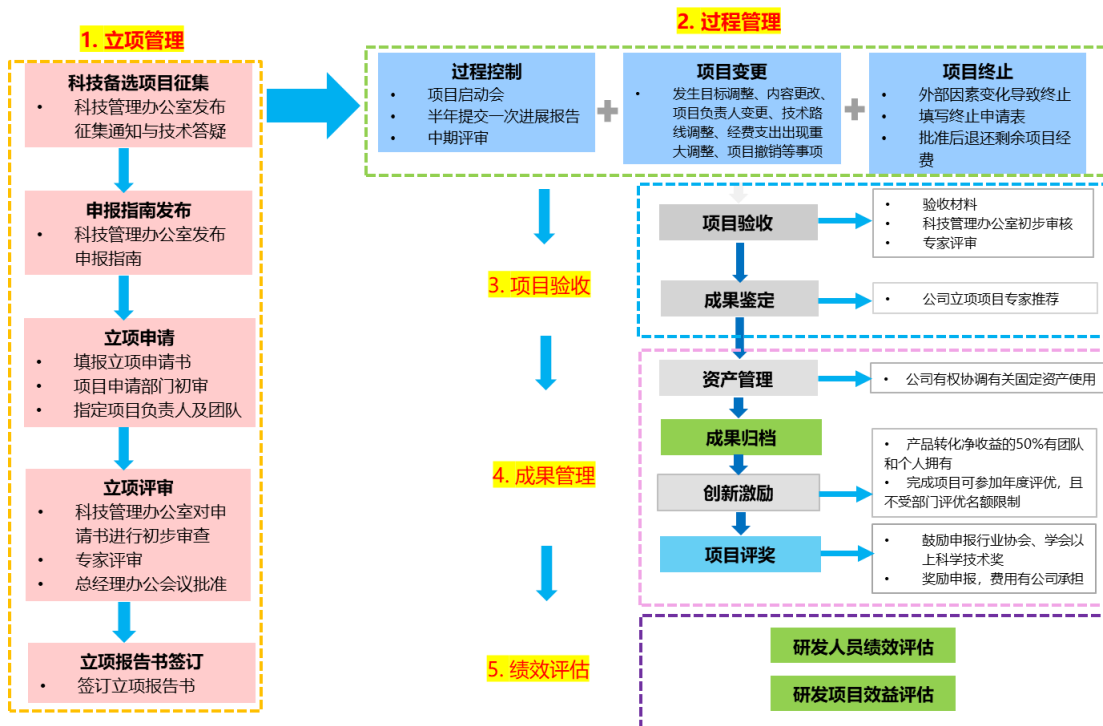 1. 立项管理
科技备选项目征集
• 科技管理办公室发布
征集通知与技术答疑
申报指南发布
• 科技管理办公室发布
申报指南
立项申请
• 填报立项申请书
• 项目申请部门初审
• 指定项目负责人及团队
立项评审
• 科技管理办公室对申
请书进行初步审查
• 专家评审
• 总经理办公会议批准
立项报告书签订
• 签订立项报告书
2. 过程管理
过程控制
• 项目启动会
• 半年提交一次进展报告
• 中期评审
项目变更
• 发生目标调整、内容更改、
项目负责人变更、技术路
线调整、经费支出出现重
大调整、项目撤销等事项
项目终止
• 外部因素变化导致终止
• 填写终止申请表
• 批准后退还剩余项目经
费
3. 项目验收
项目验收
• 验收材料
• 科技管理办公室初步审核
• 专家评审
成果鉴定
• 公司立项项目专家推荐
4. 成果管理
资产管理
• 公司有权协调有关固定资产使用
成果归档
创新激励
• 产品转化净收益的50%有团队
和个人拥有
• 完成项目可参加年度评优，且
不受部门评优名额限制
项目评奖
• 鼓励申报行业协会、学会以
上科学技术奖
• 奖励申报，费用有公司承担
5. 绩效评估
研发人员绩效评估
研发项目效益评估